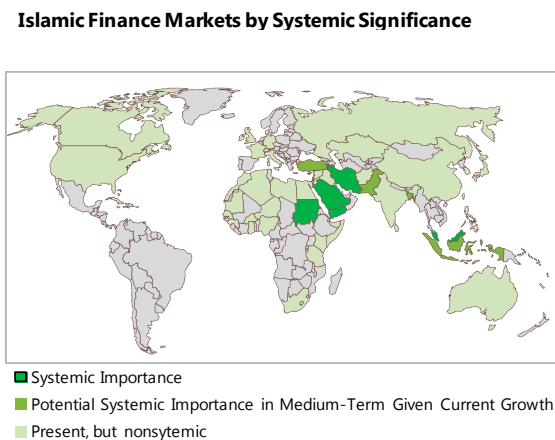 Islamic Finance Markets by Systemic Significance
Systemic Importance
Potential Systemic Importance in Medium-Term Given Current Growth
Present, but nonsytemic